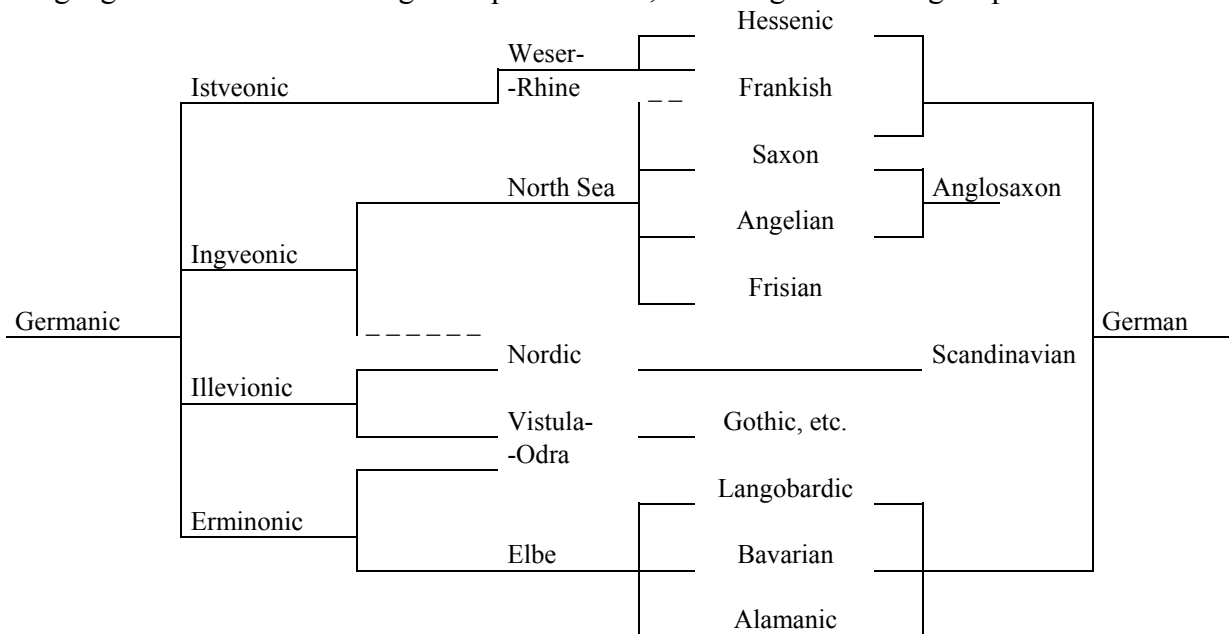 Hessenic
Weser-
-Rhine
Istveonic
Frankish
Saxon
North Sea
Anglosaxon
Angelian
Ingveonic
Frisian
Germanic
German
Nordic
Scandinavian
Illevionic
Vistula-
-Odra
Gothic, etc.
Langobardic
Erminonic
Elbe
Bavarian
Alamanic